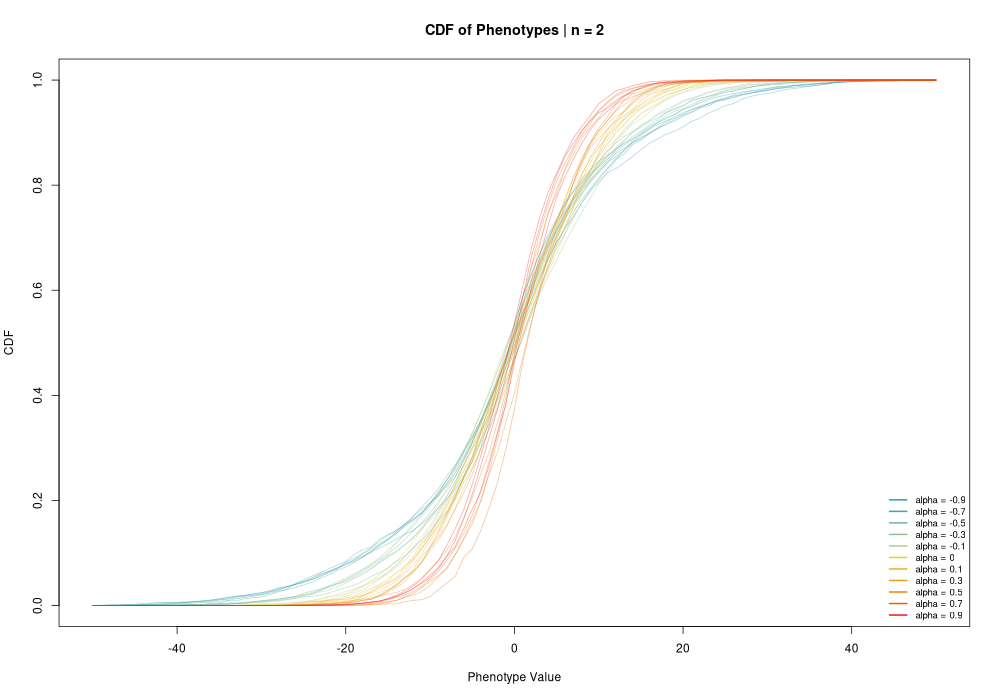 CDF of Phenotypes | n = 2
CDF
1.0
0.8
0.6
0.4
0.2
0.0
-40
-20
0
20
40
Phenotype Value
alpha = -0.9
alpha = -0.7
alpha = -0.5
alpha = -0.3
alpha = -0.1
alpha = 0
alpha = 0.1
alpha = 0.3
alpha = 0.5
alpha = 0.7
alpha = 0.9